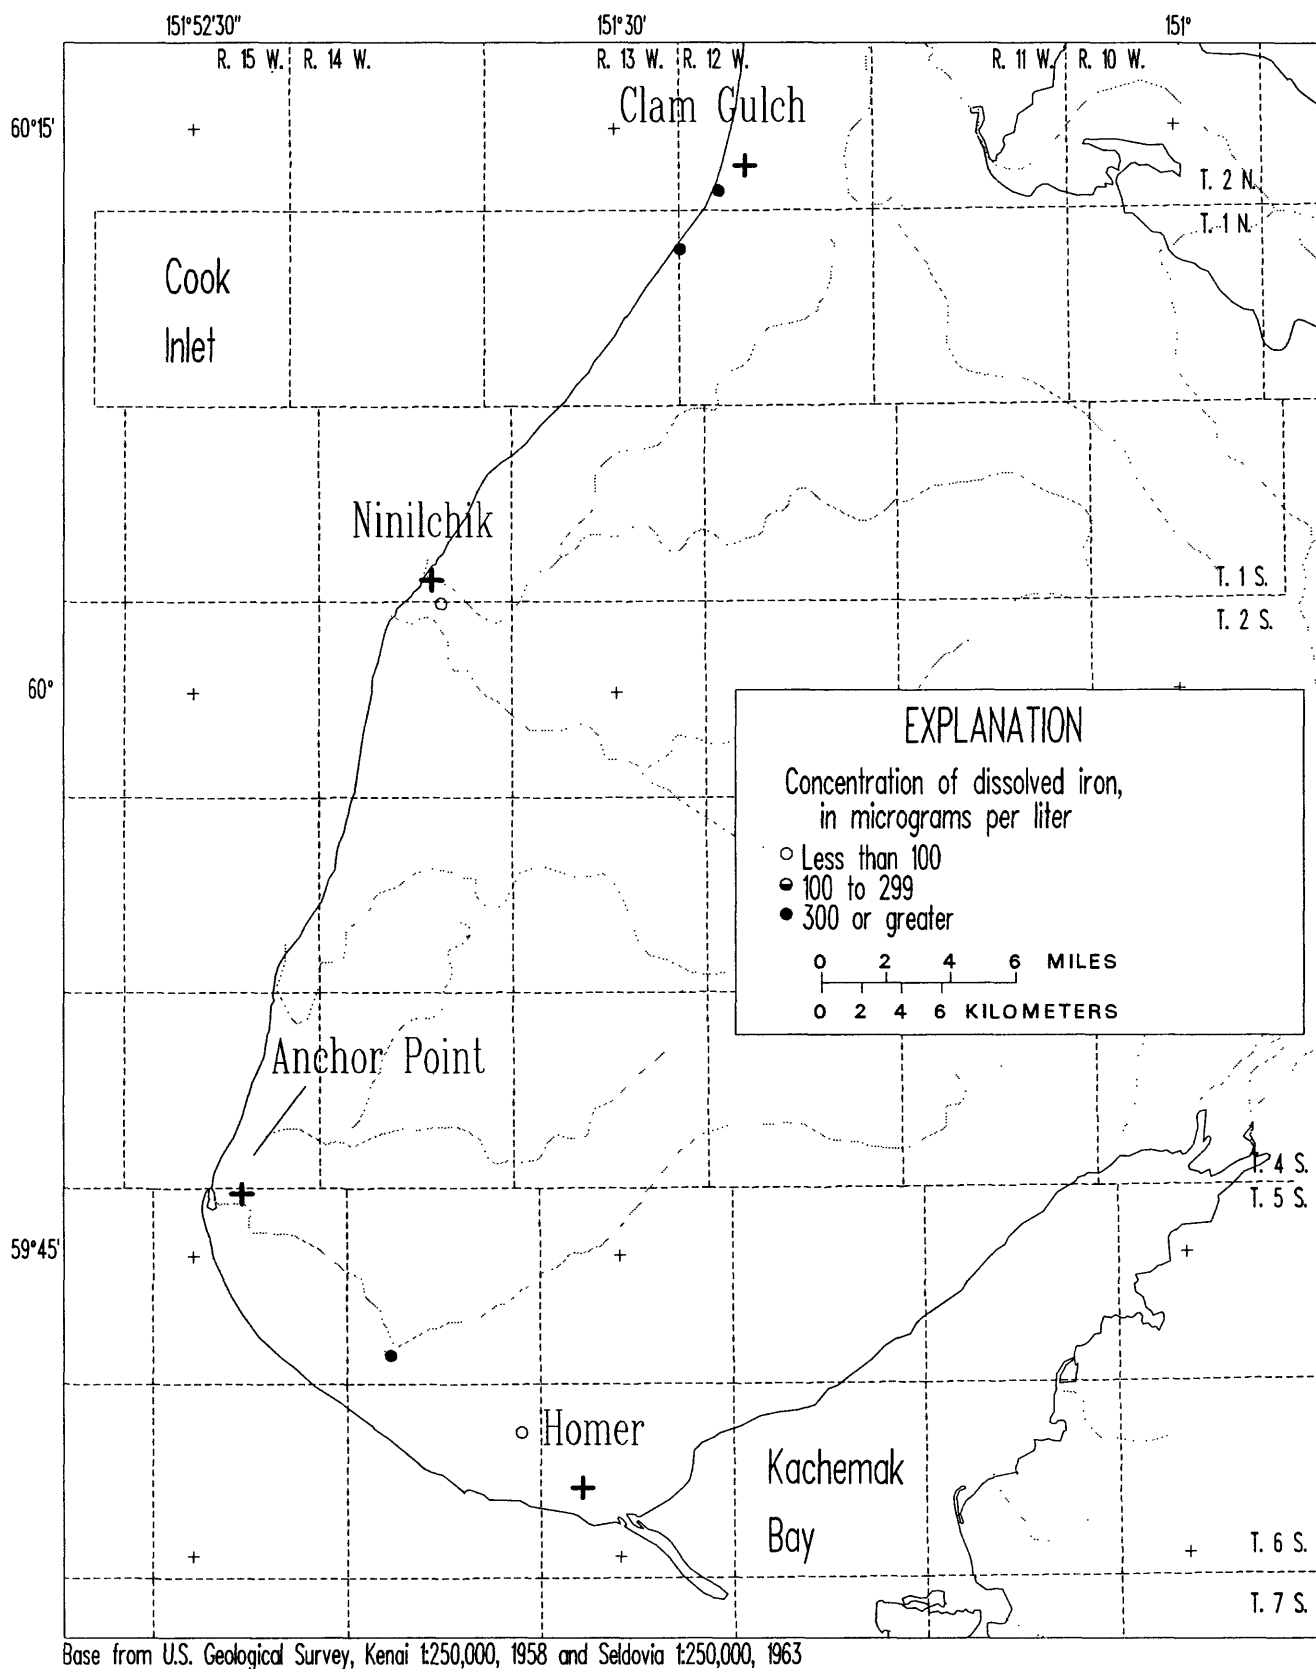 151°52'30" 151°30' 151°
R. 15 W. R. 14 W. R. 13 W. R. 12 W. R. 11 W. R. 10 W.
Clam Gulch
60°15'
T. 2 N.
T. 1 N.
Cook
Inlet
Ninilchik
T. 1 S.
T. 2 S.
60°
EXPLANATION
Concentration of dissolved iron,
in micrograms per liter
Less than 100
100 to 299
300 or greater
0 2 4 6 MILES
0 2 4 6 KILOMETERS
Anchor Point
T. 4 S.
T. 5 S.
59°45'
Homer
Kachemak
Bay
T. 6 S.
T. 7 S.
Base from U.S. Geological Survey, Kenai 1:250,000, 1958 and Seldovia 1:250,000, 1963